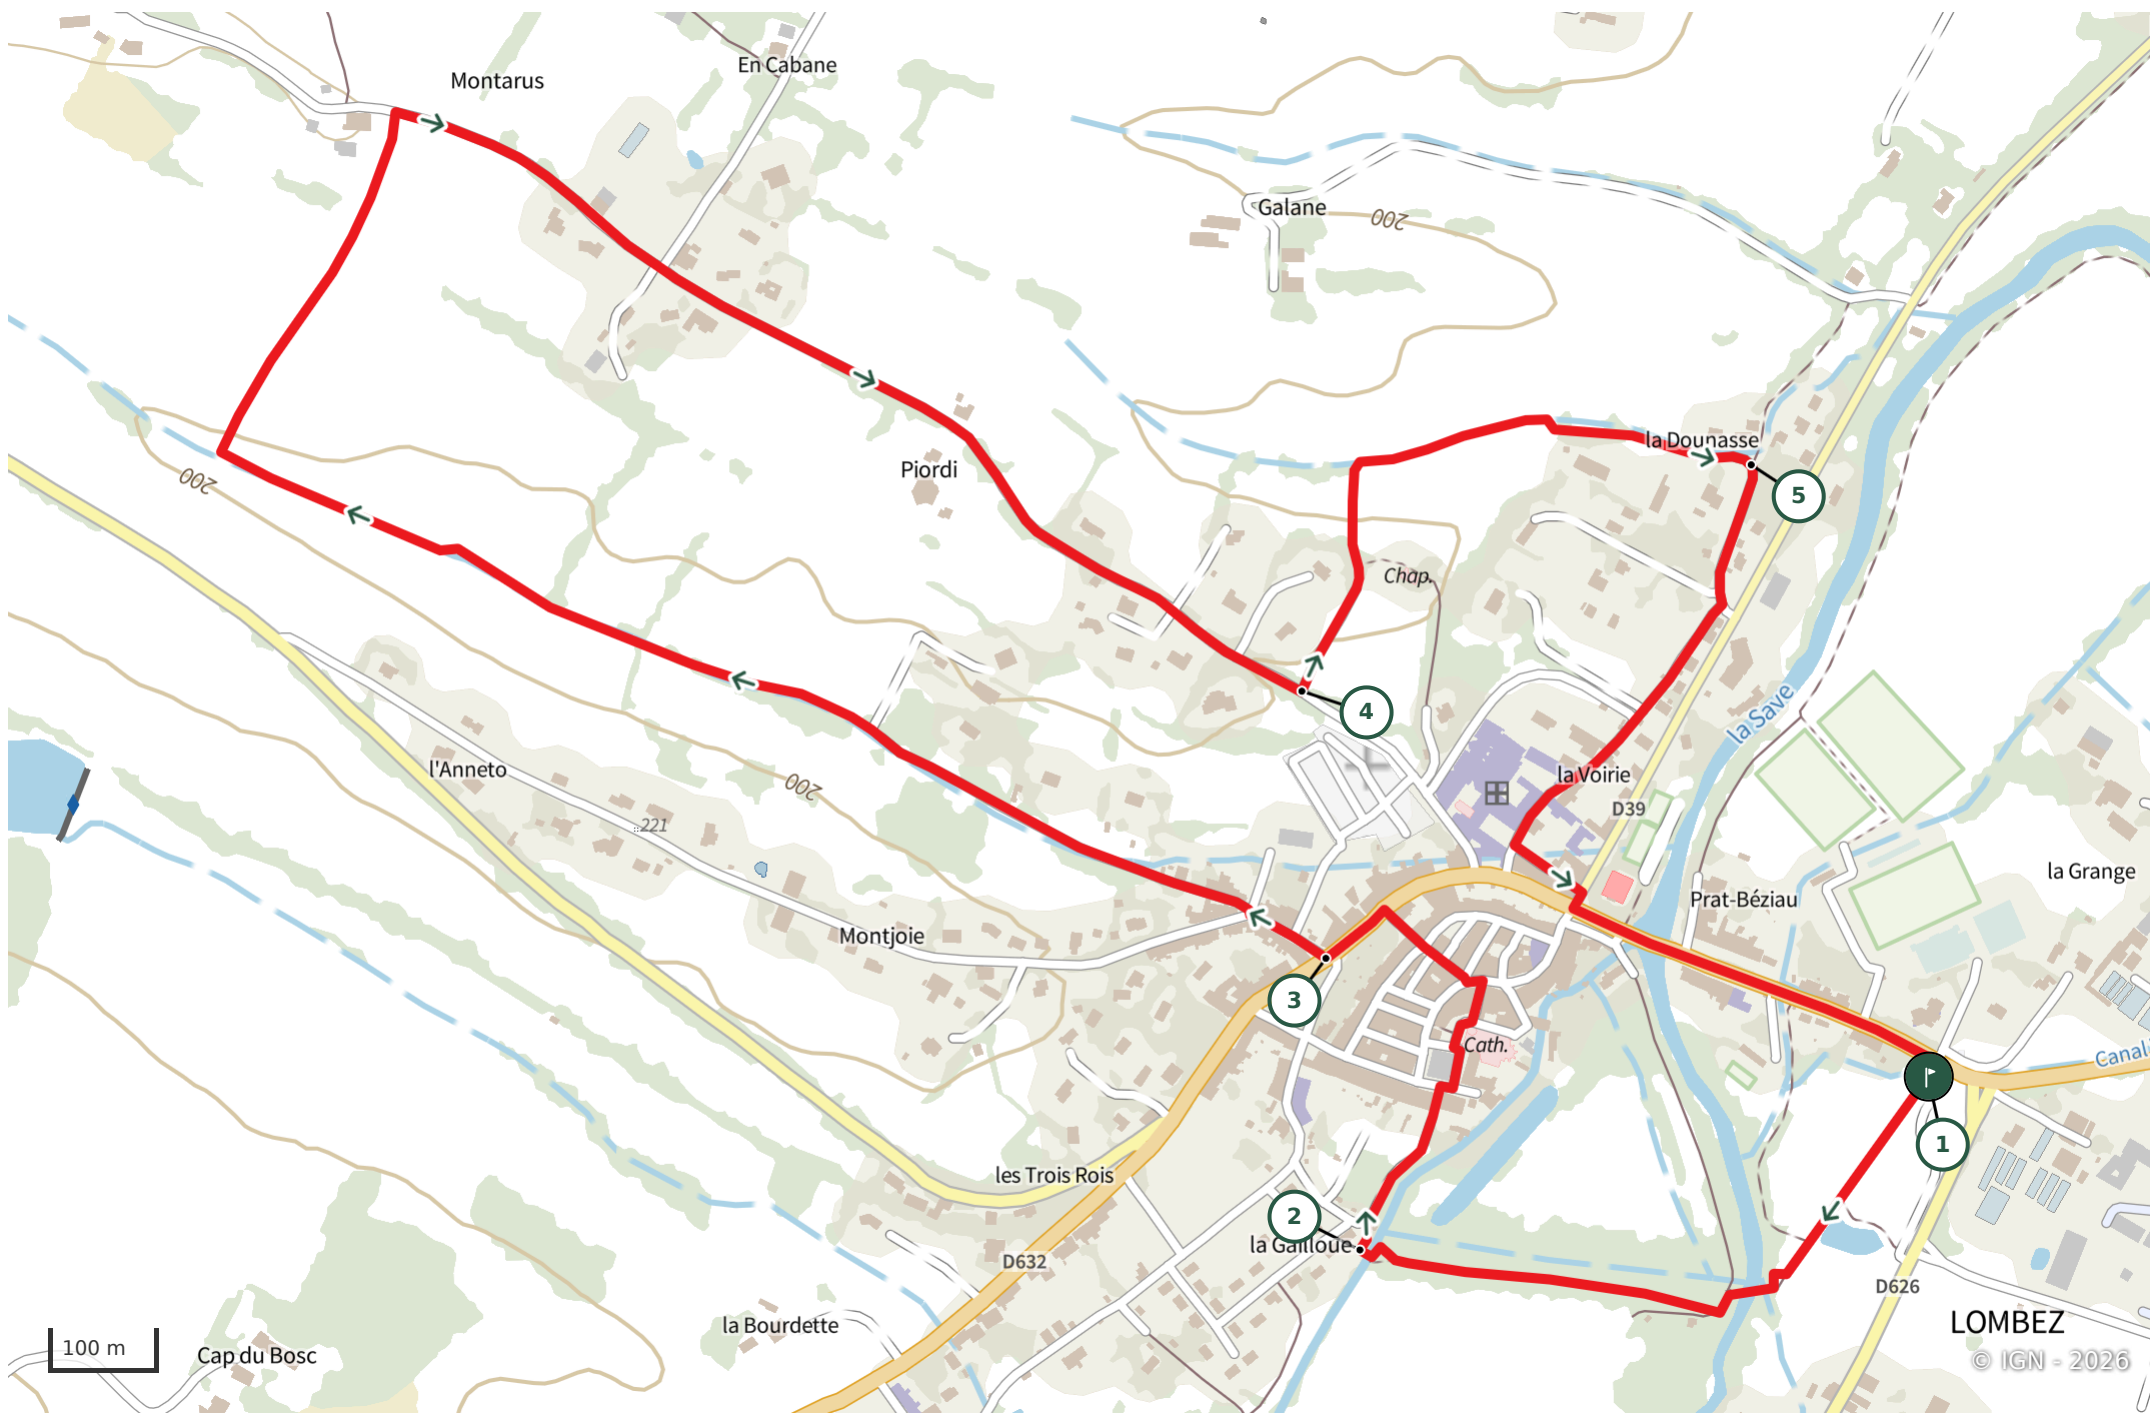 Montarus
En Cabane
Galane
200
la Dounasse
Piordi
200
5
Chap.
4
la Save
l'Anneto
200
221
la Voirie
D39
la Grange
Prat-Béziau
Montjoie
3
Cath.
Canal
1
les Trois Rois
2
la Gailloue
D632
D626
la Bourdette
LOMBEZ
100 m
Cap du Bosc
© IGN - 2026